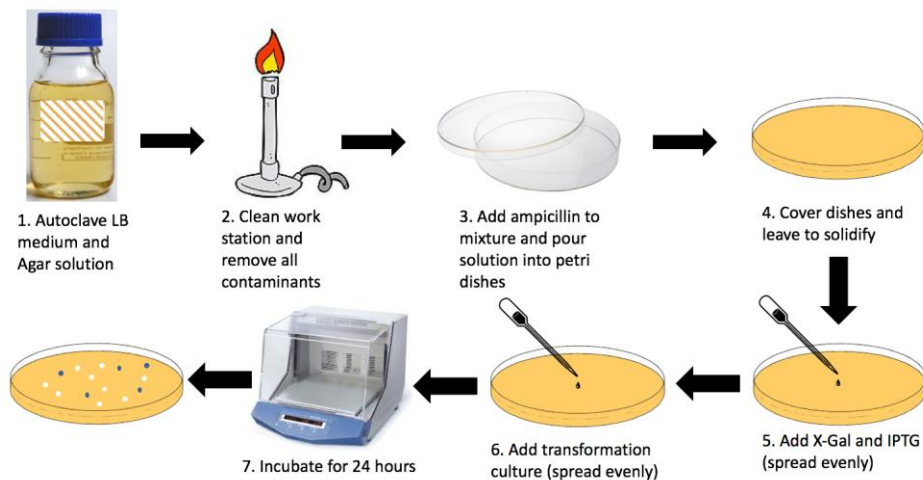 1. Autoclave LB
medium and
Agar solution
2. Clean work
station and
remove all
contaminants
3. Add ampicillin to
mixture and pour
solution into petri
dishes
4. Cover dishes and
leave to solidify
5. Add X-Gal and IPTG
(spread evenly)
6. Add transformation
culture (spread evenly)
7. Incubate for 24 hours